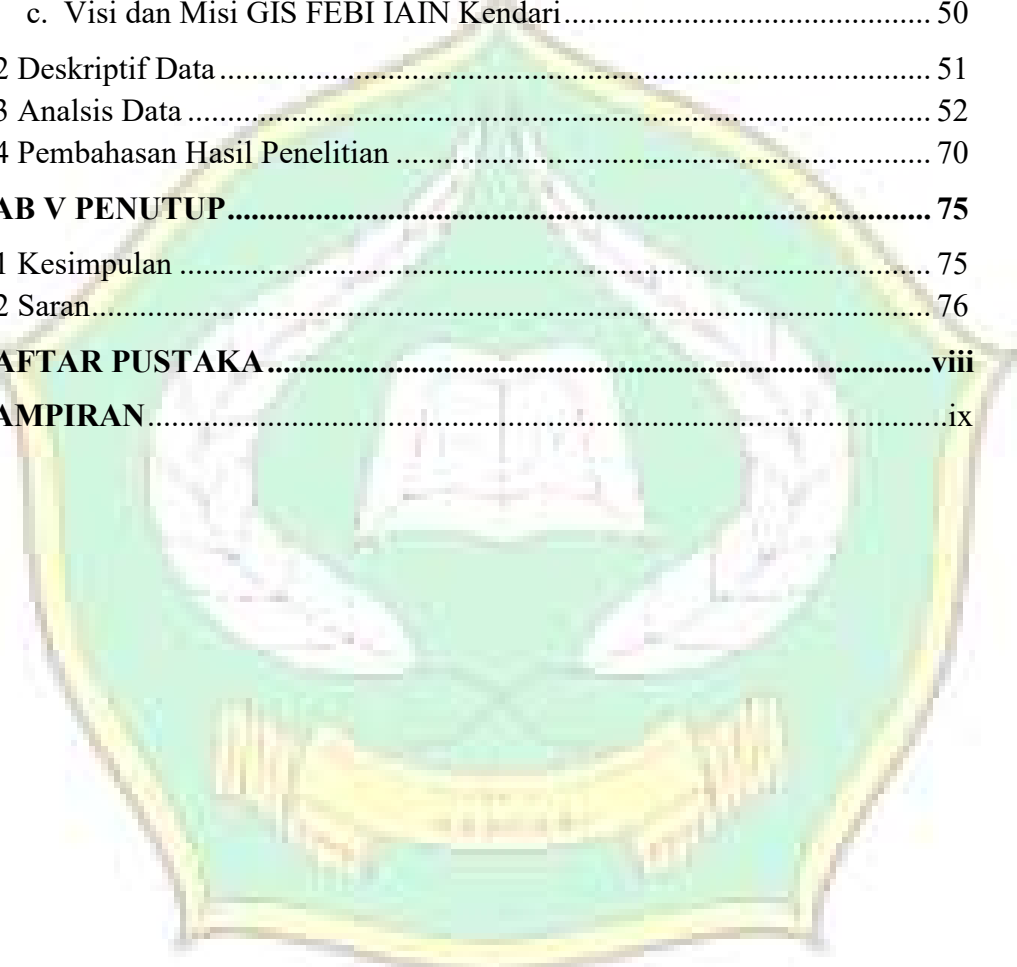 c. Visi dan Misi GIS FEBI IAIN Kendari.................................................... 50
2 Deskriptif Data.................................................................................................... 51
3 Analsis Data........................................................................................................ 52
4 Pembahasan Hasil Penelitian.............................................................................. 70
AB V PENUTUP.................................................................................................... 75
1 Kesimpulan......................................................................................................... 75
2 Saran................................................................................................................... 76
AFTAR PUSTAKA...............................................................................................viii
AMPIRAN...............................................................................................................ix